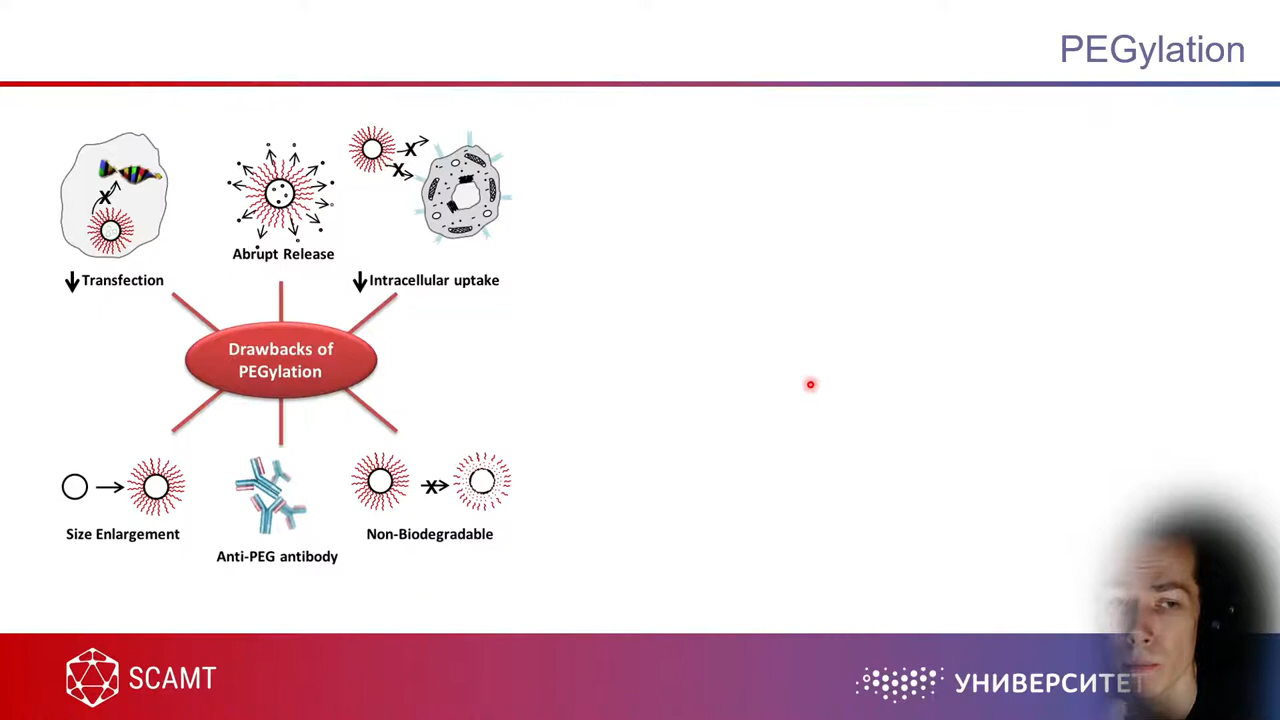 PEGylation
Abrupt Release
Transfection
Intracellular uptake
Drawbacks of
PEGylation
Size Enlargement
Anti-PEG antibody
Non-Biodegradable
SCAMT
УНИВЕРСИТЕТ